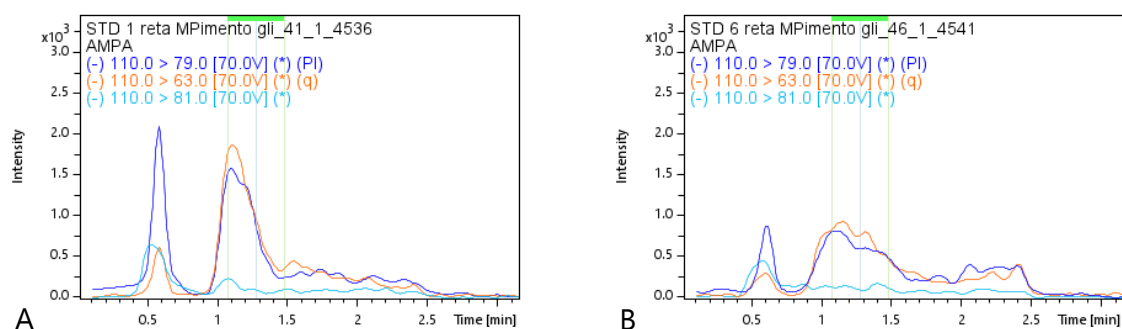 STD 1 reta MPimento gli_41_1_4536
x10³
AMPA
3.0
(-) 110.0 > 79.0 [70.0V] (*) (PI)
(-) 110.0 > 63.0 [70.0V] (*) (q)
2.5
(-) 110.0 > 81.0 [70.0V] (*)
2.0
Intensity
1.5
1.0
0.5
0.0
0.5 1 1.5 2 2.5 Time [min]
A
STD 6 reta MPimento gli_46_1_4541
x10³
AMPA
3.0
(-) 110.0 > 79.0 [70.0V] (*) (PI)
(-) 110.0 > 63.0 [70.0V] (*) (q)
2.5
(-) 110.0 > 81.0 [70.0V] (*)
2.0
Intensity
1.5
1.0
0.5
0.0
0.5 1 1.5 2 2.5 Time [min]
B